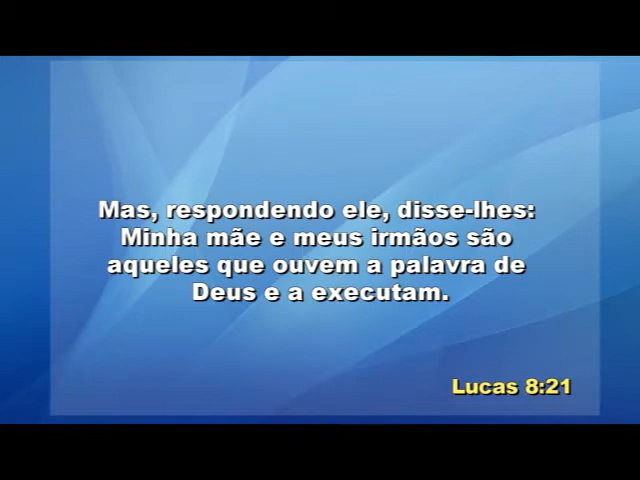 Mas, respondendo ele, disse-lhes:
Minha mãe e meus irmãos são
aqueles que ouvem a palavra de
Deus e a executam.
Lucas 8:21